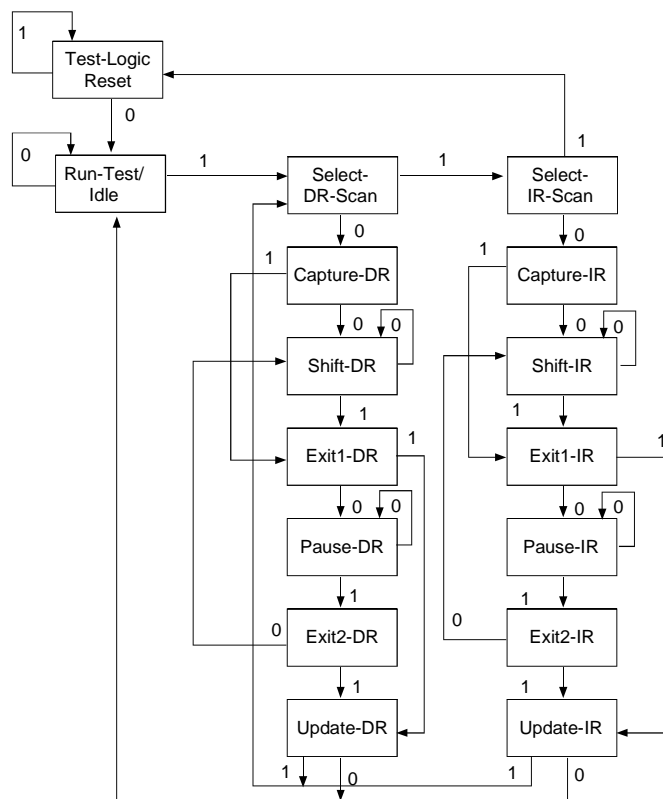 1
Test-Logic
Reset
0
0
Run-Test/
Idle
1
Select-
DR-Scan
1
Select-
IR-Scan
1
0
0
1
Capture-DR
1
Capture-IR
0
0
0
0
Shift-DR
Shift-IR
1
1
Exit1-DR
1
Exit1-IR
1
0
0
0
0
Pause-DR
Pause-IR
1
1
0
Exit2-DR
0
Exit2-IR
1
1
Update-DR
Update-IR
1
0
1
0